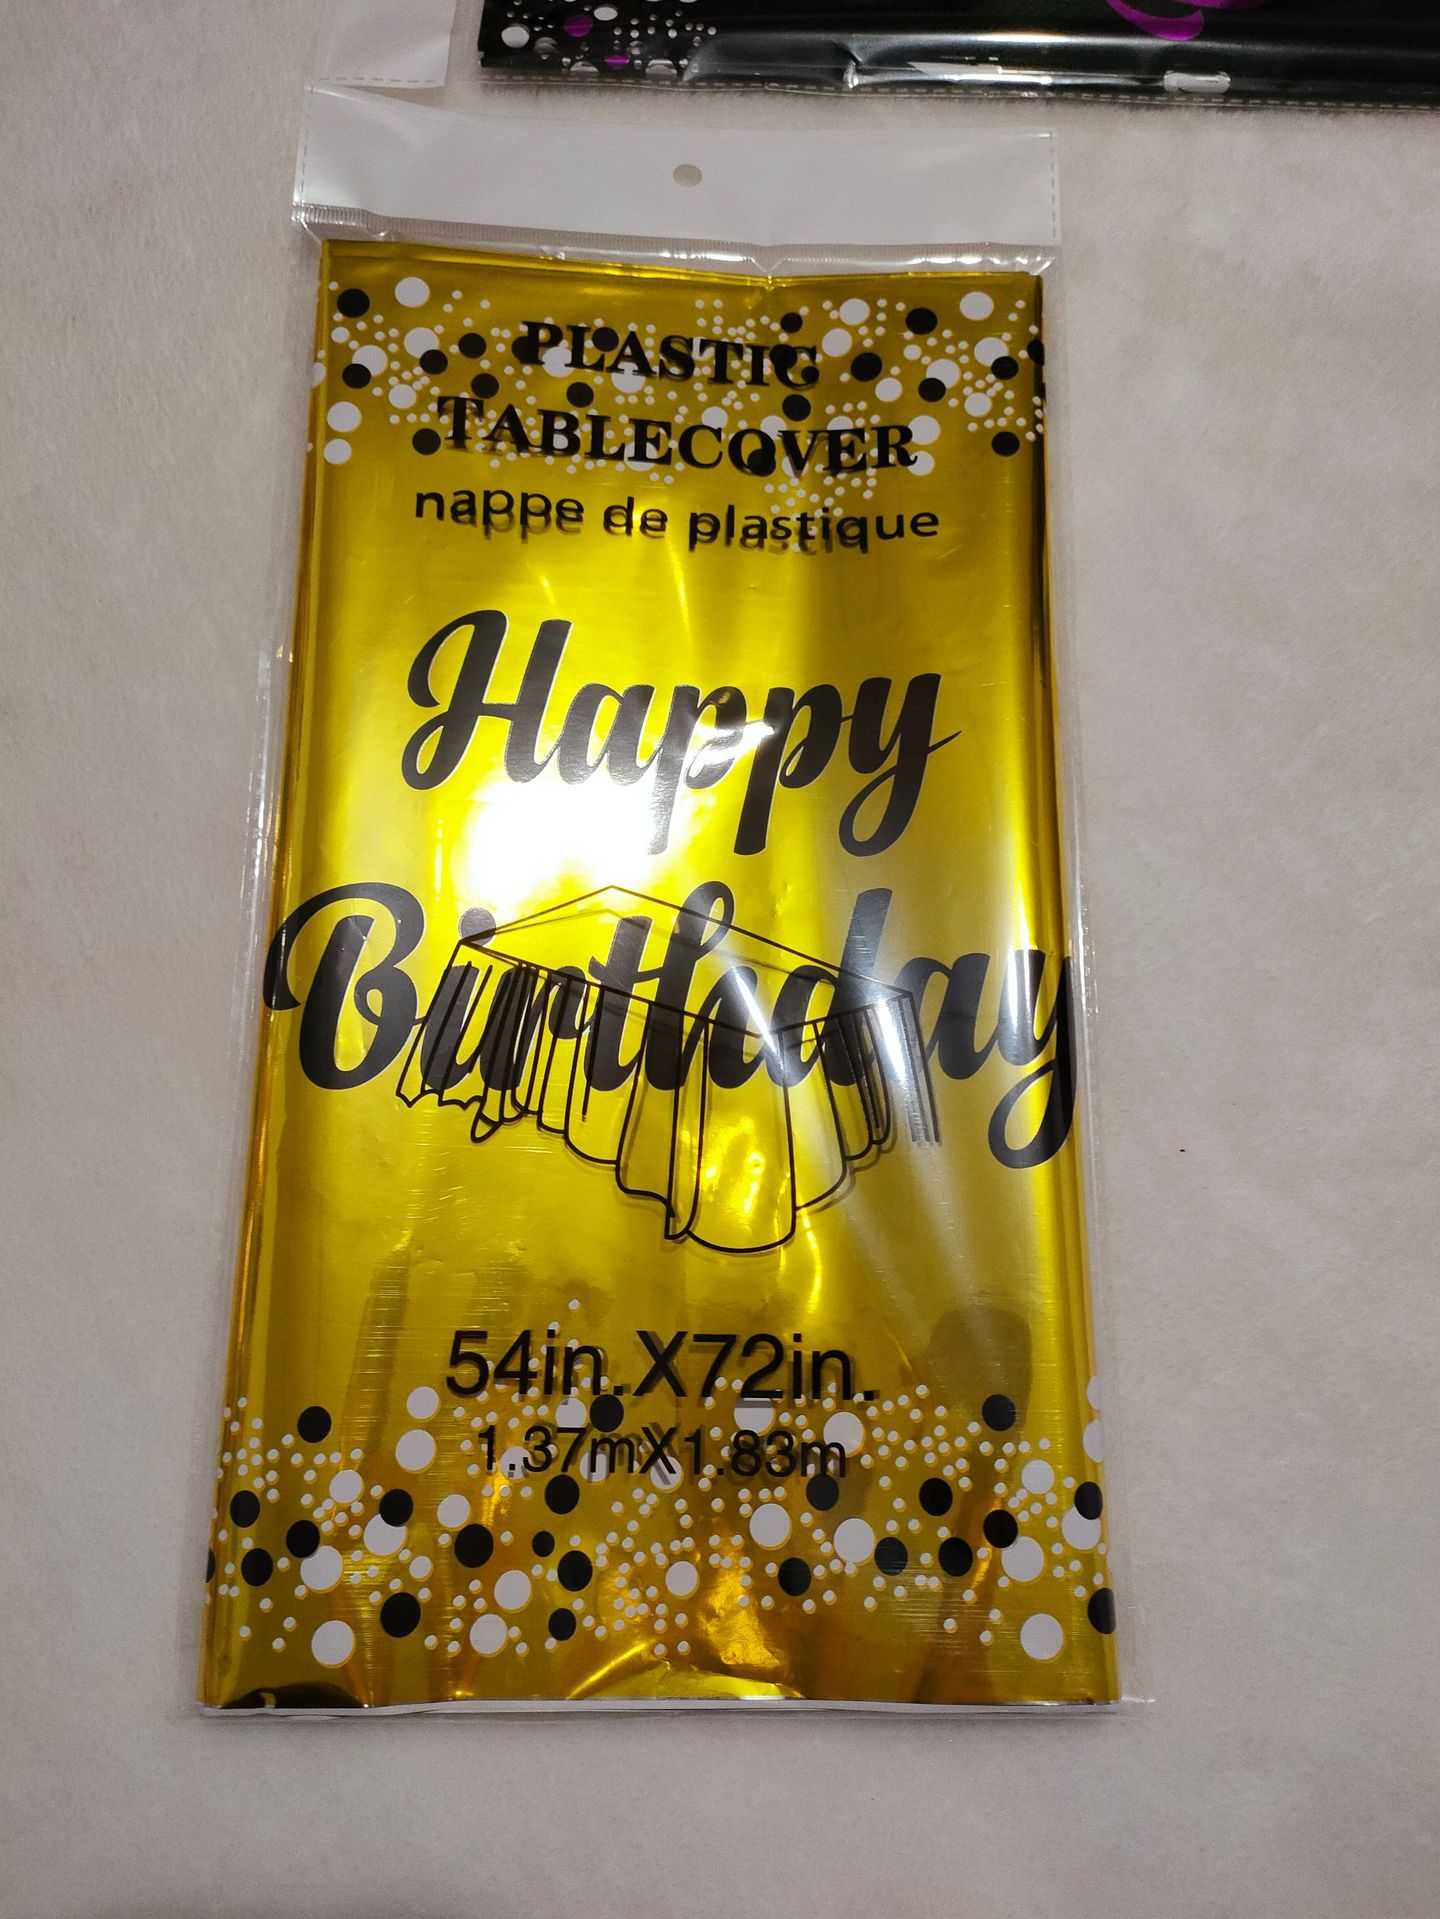 PLASTIC
TABLECOVER
nappe de plastique
Happy
Birthday
54in.X72in.
1.37mX1.83m